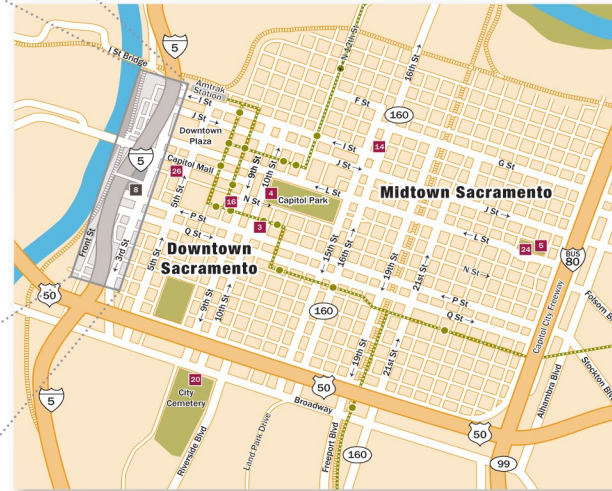 I St Bridge
5
Amtrak
Station
← I St
J St →
Downtown
Plaza
Capitol Mall
26
5th St →
8
5
Front St
← 3rd St
N 12th St
16th St →
F St
160
← I St
J St →
14
G St
← 9th St
10th St →
4
Capitol Park
← L St
Midtown Sacramento
16
N St →
3
← P St
Q St →
Downtown
Sacramento
J St →
← L St
24
5
N St →
BUS
80
Capitol City Freeway
Folsom B
15th St
16th St →
← 19th St
21st St →
← P St
Q St →
5th St →
← 9th St
10th St →
160
← 19th St
21st St →
50
50
50
5
20
City
Cemetery
Broadway
Riverside Blvd
Land Park Drive
Freeport Blvd
160
99
Alhambra Blvd
Stockton Blv